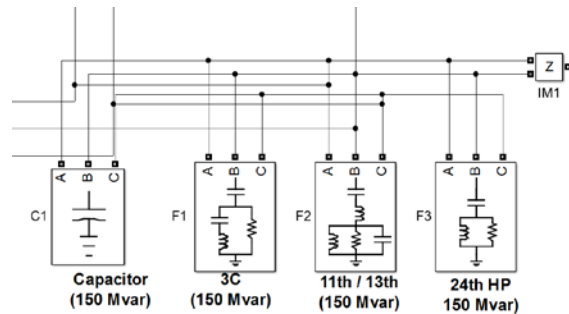 Z
IM1
A B C
A B C
A B C
A B C
C1
F1
F2
F3
Capacitor
(150 Mvar)
3C
(150 Mvar)
11th / 13th
(150 Mvar)
24th HP
150 Mvar)